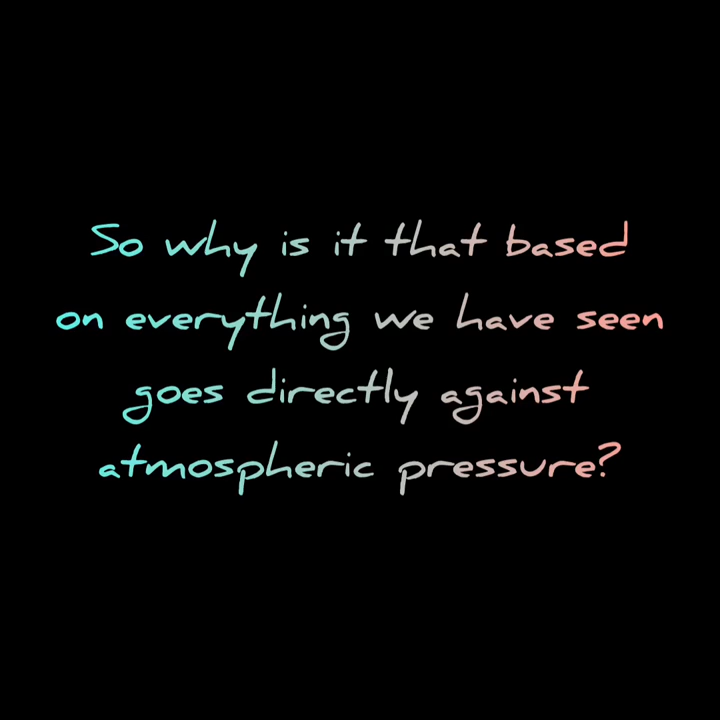 So why is it that based
on everything we have seen
goes directly against
atmospheric pressure?